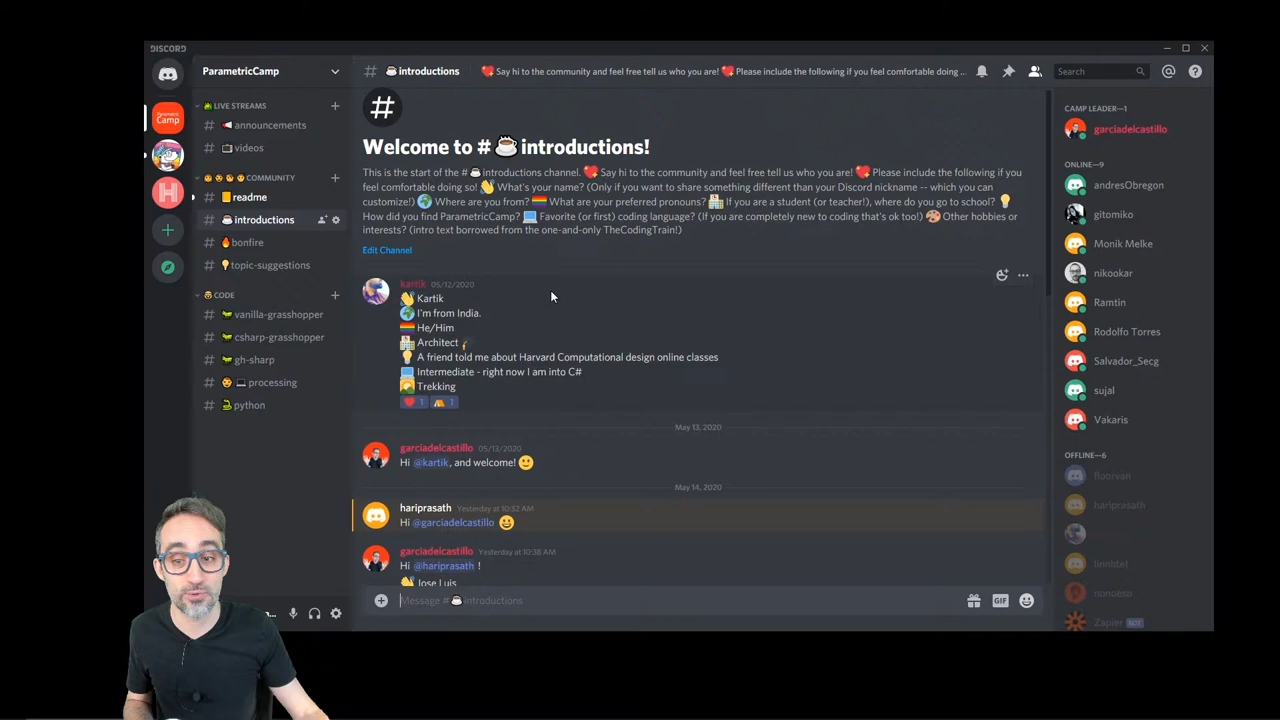 DISCORD
ParametricCamp
LIVE STREAMS
announcements
videos
COMMUNITY
readme
introductions
bonfire
topic-suggestions
CODE
vanilla-grasshopper
csharp-grasshopper
gh-sharp
processing
python
# ☕introductions
💖Say hi to the community and feel free tell us who you are! 💖Please include the following if you feel comfortable doing ...
Search
Parametric
Camp
#
Welcome to # ☕introductions!
This is the start of the # ☕introductions channel. 💖 Say hi to the community and feel free tell us who you are! 💖 Please include the following if you
feel comfortable doing so! 👋 What's your name? (Only if you want to share something different than your Discord nickname -- which you can
customize!) 🌍 Where are you from? 🏳️‍🌈 What are your preferred pronouns? 🏫 If you are a student (or teacher!), where do you go to school? 💡
How did you find ParametricCamp? 💻 Favorite (or first) coding language? (If you are completely new to coding that's ok too!) 🎨 Other hobbies or
interests? (intro text borrowed from the one-and-only TheCodingTrain!)
Edit Channel
kartik 05/12/2020
👋 Kartik
🌍 I'm from India.
🏳️‍🌈 He/Him
🏫 Architect
💡 A friend told me about Harvard Computational design online classes
💻 Intermediate - right now I am into C#
Trekking
❤️ 1 ⛺ 1
May 13, 2020
garciadelcastillo 05/13/2020
Hi @kartik, and welcome! 🙂
May 14, 2020
hariprasath Yesterday at 10:32 AM
Hi @garciadelcastillo 😀
garciadelcastillo Yesterday at 10:38 AM
Hi @hariprasath !
👋 Jose Luis
Message # ☕introductions
GIF
CAMP LEADER—1
garciadelcastillo
ONLINE—9
andresObregon
gitomiko
Monik Melke
nikookar
Ramtin
Rodolfo Torres
Salvador_Secg
sujal
Vakaris
OFFLINE—6
floorvan
hariprasath
linnhtet
nonoeso
Zapier BOT